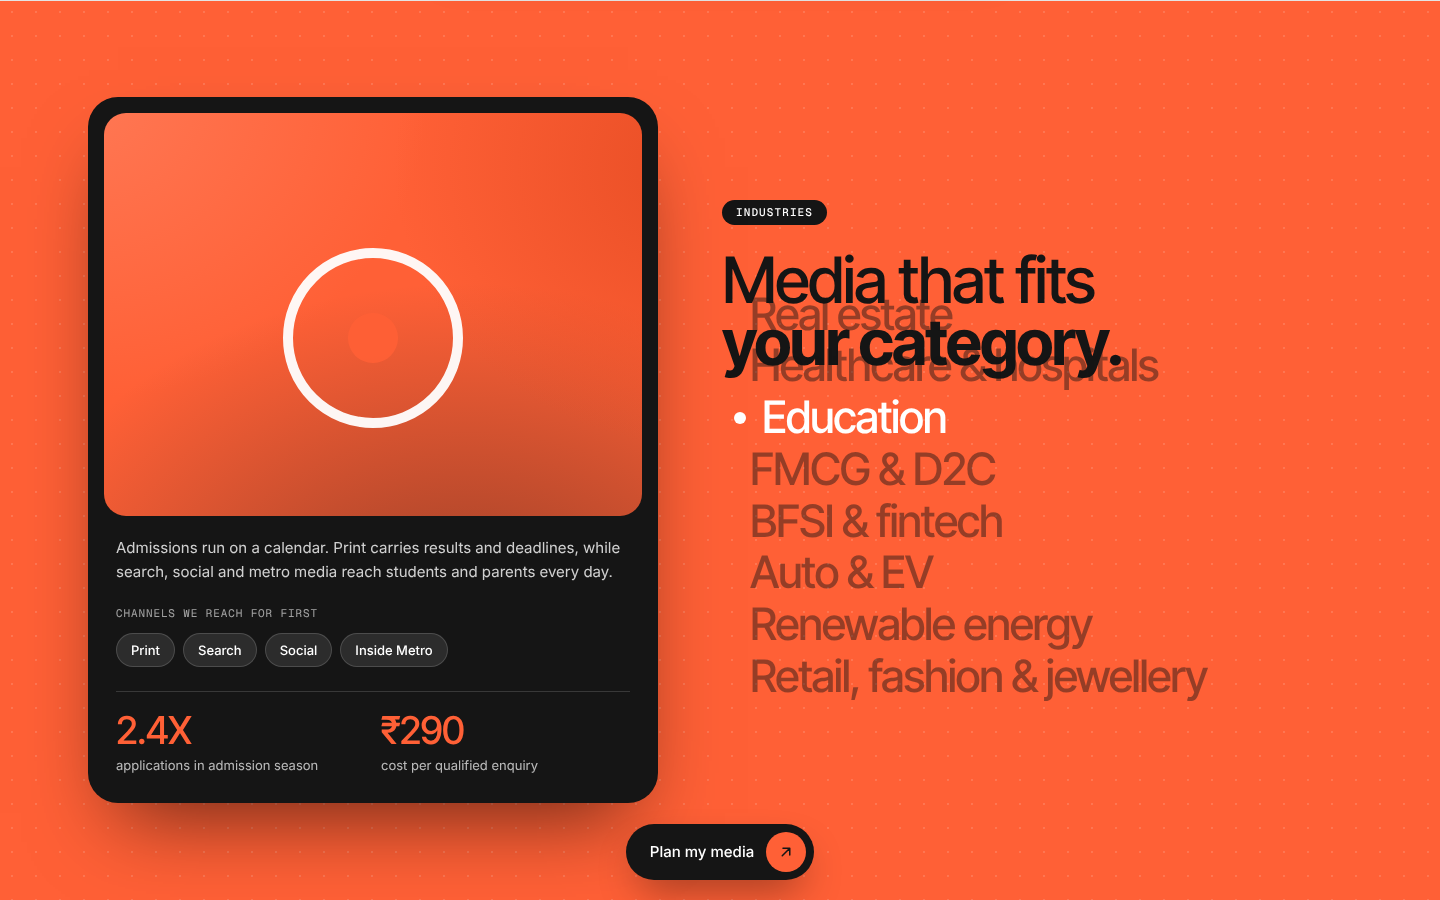 Admissions run on a calendar. Print carries results and deadlines, while
search, social and metro media reach students and parents every day.
CHANNELS WE REACH FOR FIRST
Print
Search
Social
Inside Metro
2.4X
applications in admission season
₹290
cost per qualified enquiry
INDUSTRIES
Media that fits
your category.
Real estate
Healthcare & hospitals
Education
FMCG & D2C
BFSI & fintech
Auto & EV
Renewable energy
Retail, fashion & jewellery
Plan my media